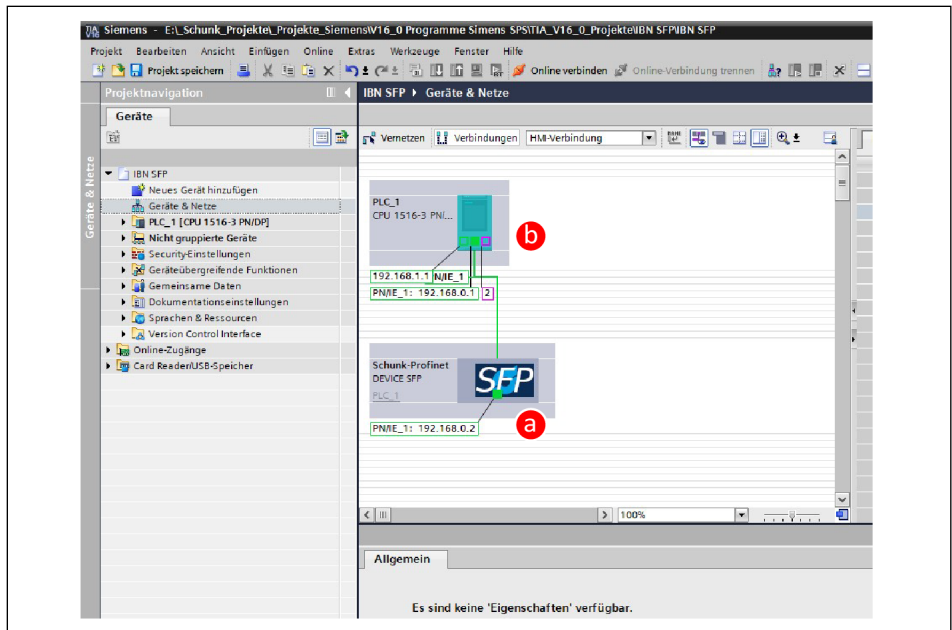 Siemens - E:\_Schunk_Projekte\_Projekte_Siemens\V16_0 Programme Simens SPS\TIA_V16_0_Projekte\IBN SFP\IBN SFP
Projekt Bearbeiten Ansicht Einfügen Online Extras Werkzeuge Fenster Hilfe
Projekt speichern Online verbinden Online-Verbindung trennen
Projektnavigation
IBN SFP Geräte & Netze
Geräte
Vernetzen Verbindungen HMI-Verbindung
Geräte & Netze
IBN SFP
Neues Gerät hinzufügen
Geräte & Netze
PLC_1 [CPU 1516-3 PN/DP]
Nicht gruppierte Geräte
Security-Einstellungen
Geräteübergreifende Funktionen
Gemeinsame Daten
Dokumentationseinstellungen
Sprachen & Ressourcen
Version Control Interface
Online-Zugänge
Card Reader/USB-Speicher
PLC_1
CPU 1516-3 PN/...
b
192.168.1.1 N/IE_1
PN/IE_1: 192.168.0.1 2
Schunk-Profinet
DEVICE SFP
PLC_1
SFP
a
PN/IE_1: 192.168.0.2
100%
Allgemein
Es sind keine 'Eigenschaften' verfügbar.